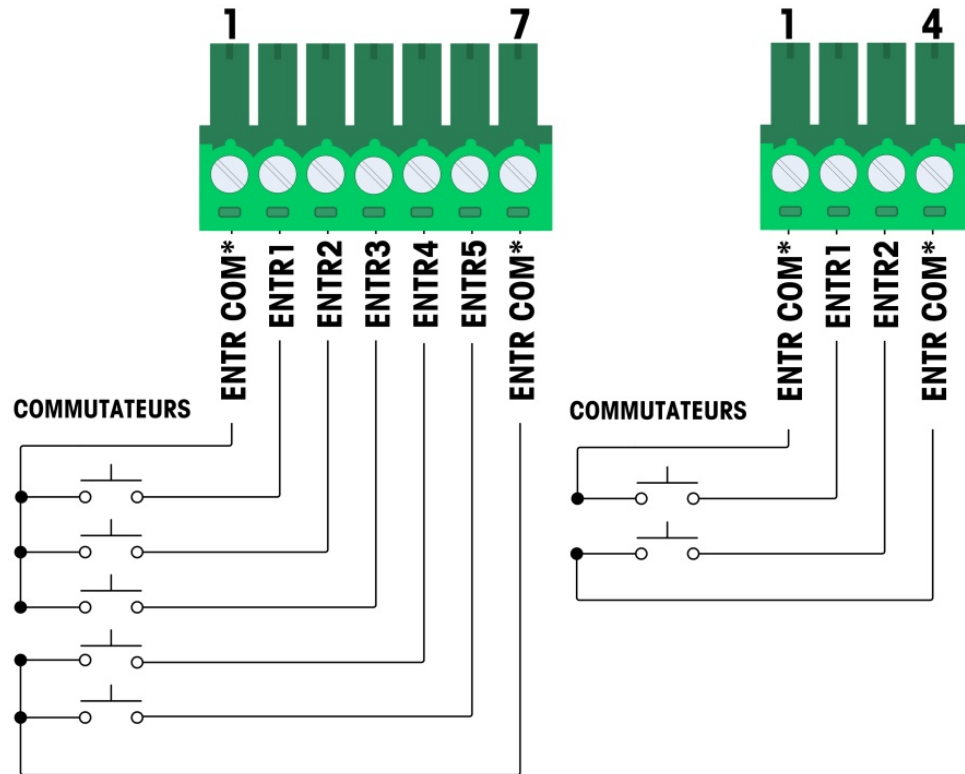 1 7
ENTR COM*
ENTR1
ENTR2
ENTR3
ENTR4
ENTR5
ENTR COM*
COMMUTATEURS
1 4
ENTR COM*
ENTR1
ENTR2
ENTR COM*
COMMUTATEURS